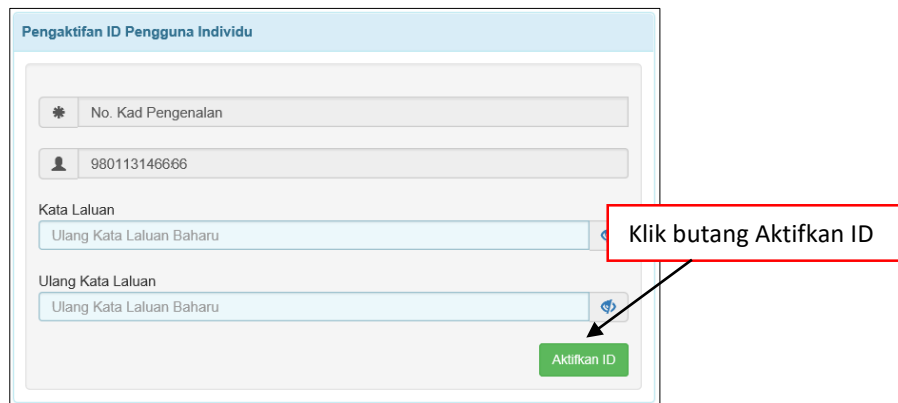 Pengaktifan ID Pengguna Individu
No. Kad Pengenalan
980113146666
Kata Laluan
Ulang Kata Laluan Baharu
Klik butang Aktifkan ID
Ulang Kata Laluan
Ulang Kata Laluan Baharu
Aktifkan ID